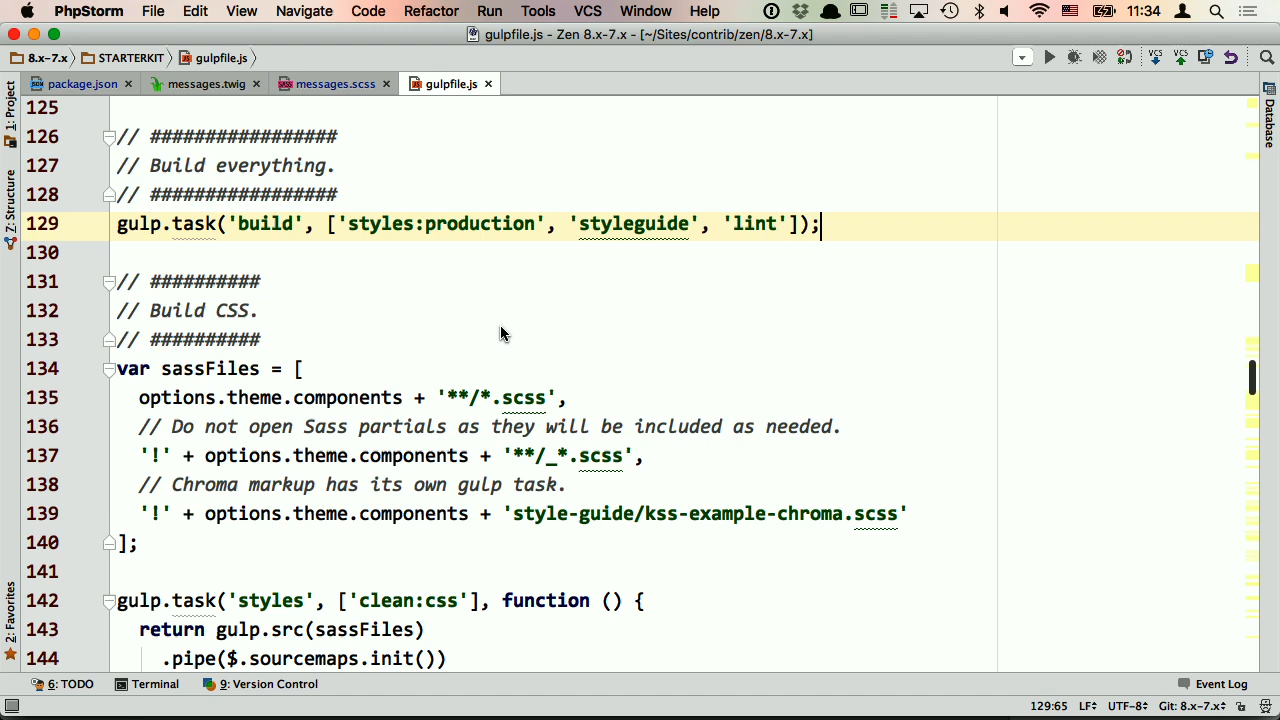 PhpStorm File Edit View Navigate Code Refactor Run Tools VCS Window Help 11:34
gulpfile.js - Zen 8.x-7.x - [~/Sites/contrib/zen/8.x-7.x]
8.x-7.x STARTERKIT gulpfile.js VCS VCS
package.json messages.twig messages.scss gulpfile.js
1: Project
Z: Structure
2: Favorites
Database
125
126 // #################
127 // Build everything.
128 // #################
129 gulp.task('build', ['styles:production', 'styleguide', 'lint']);
130
131 // ##########
132 // Build CSS.
133 // ##########
134 var sassFiles = [
135 options.theme.components + '**/*.scss',
136 // Do not open Sass partials as they will be included as needed.
137 '!' + options.theme.components + '**/_*.scss',
138 // Chroma markup has its own gulp task.
139 '!' + options.theme.components + 'style-guide/kss-example-chroma.scss'
140 ];
141
142 gulp.task('styles', ['clean:css'], function () {
143 return gulp.src(sassFiles)
144 .pipe($.sourcemaps.init())
6: TODO Terminal 9: Version Control Event Log
129:65 LF UTF-8 Git: 8.x-7.x